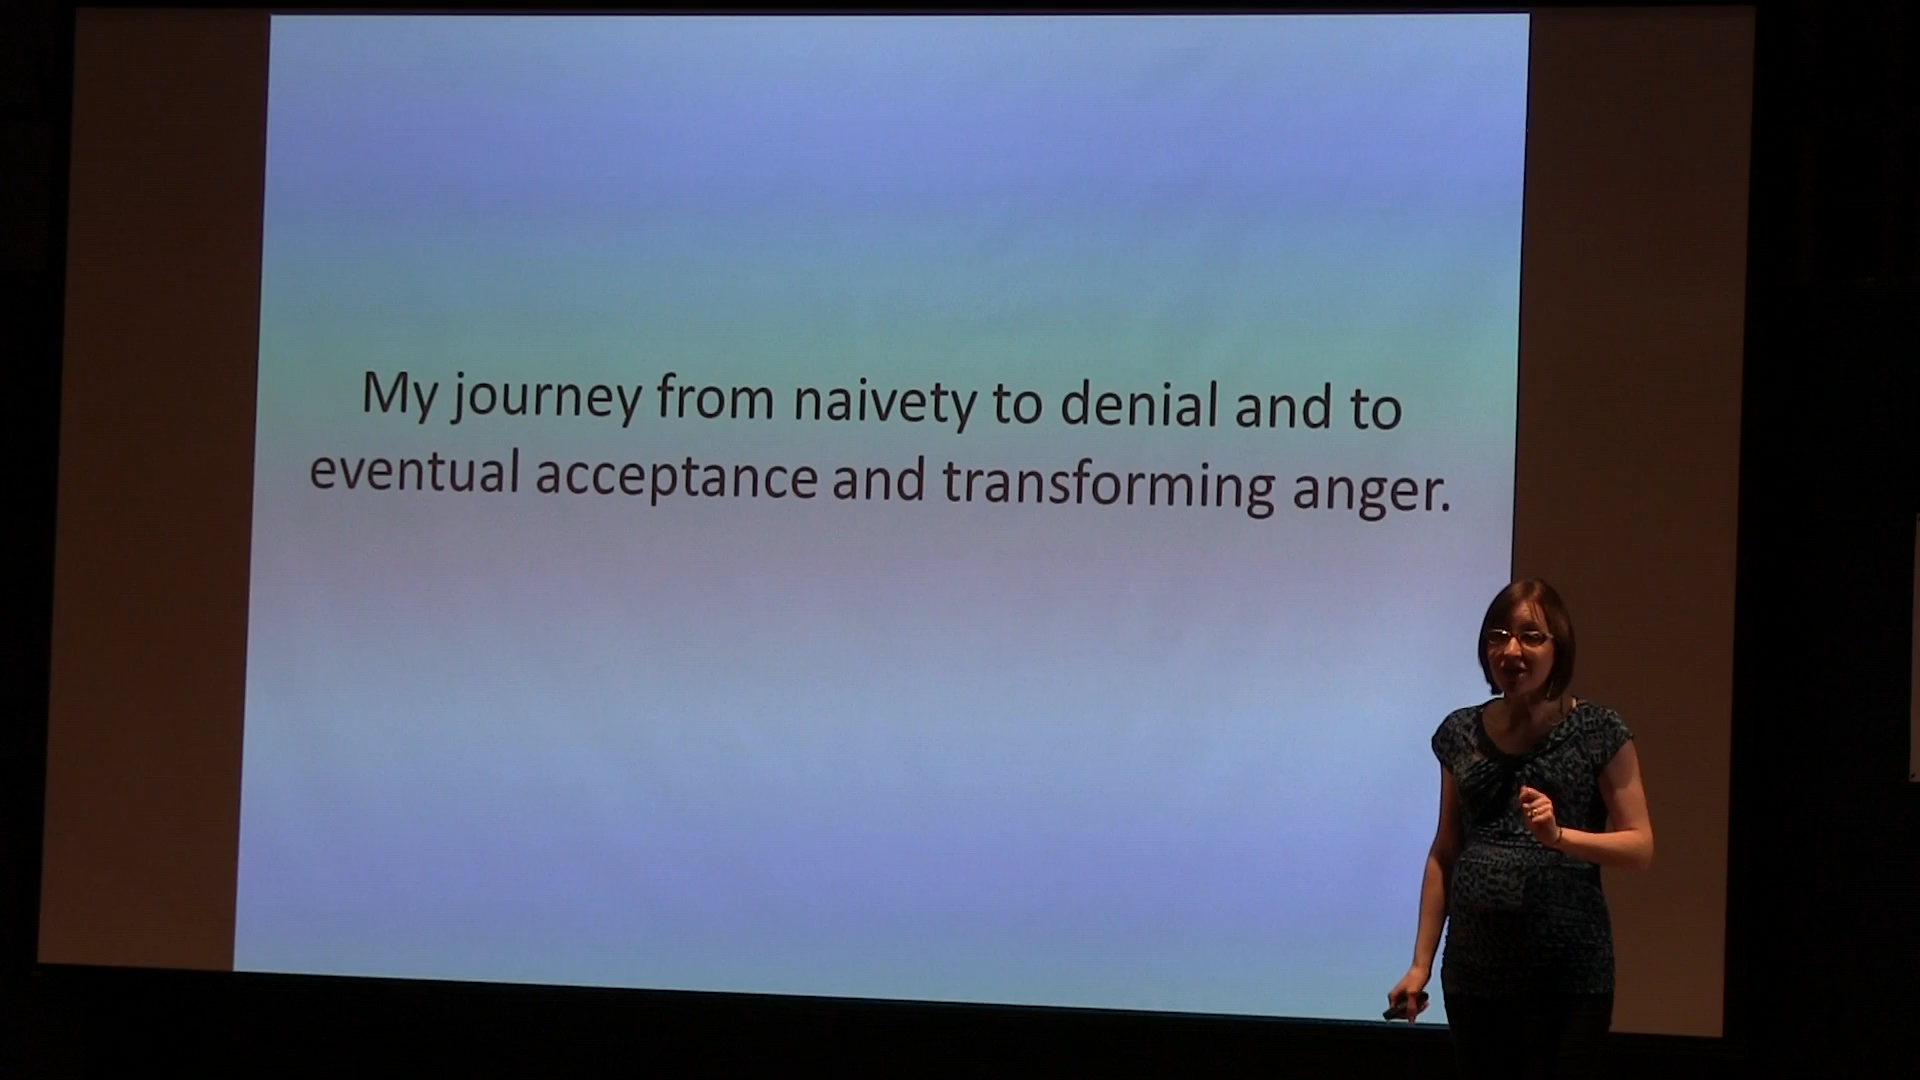 My journey from naivety to denial and to
eventual acceptance and transforming anger.